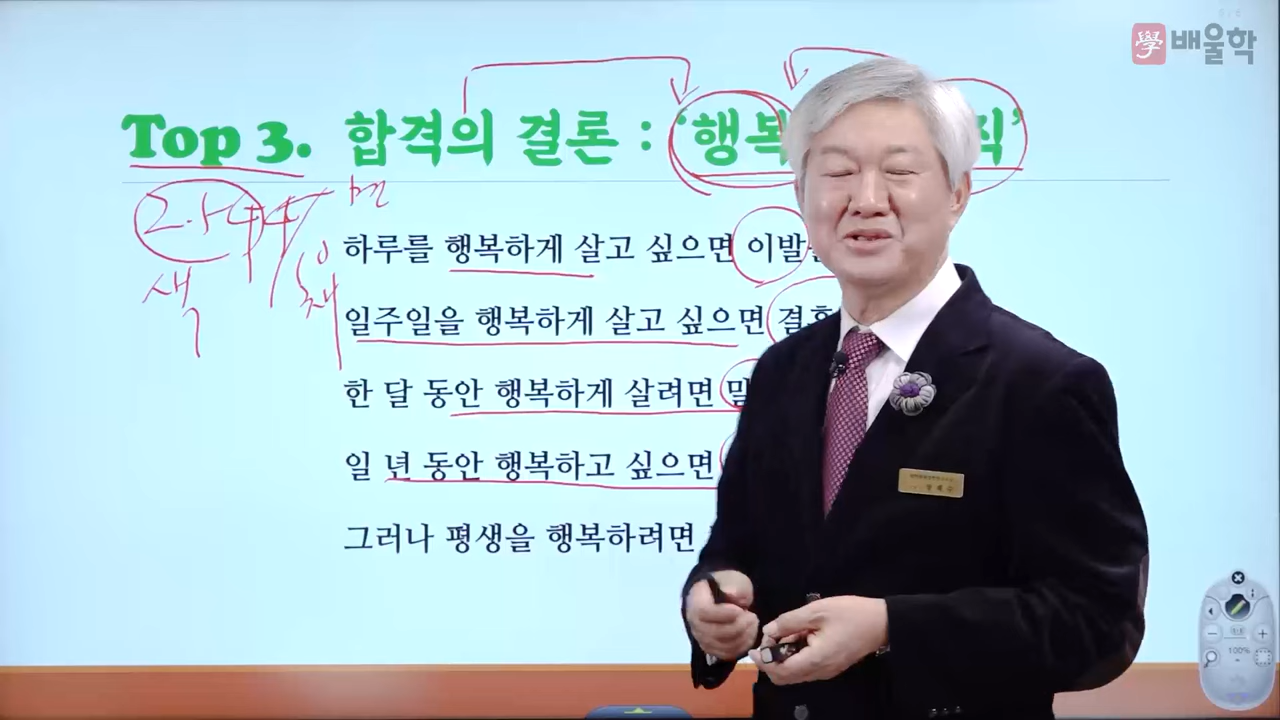 學 배울학
Top 3. 합격의 결론 : '행복 직'
하루를 행복하게 살고 싶으면 이발
일주일을 행복하게 살고 싶으면 결혼
한 달 동안 행복하게 살려면 말
일 년 동안 행복하고 싶으면
그러나 평생을 행복하려면
100%